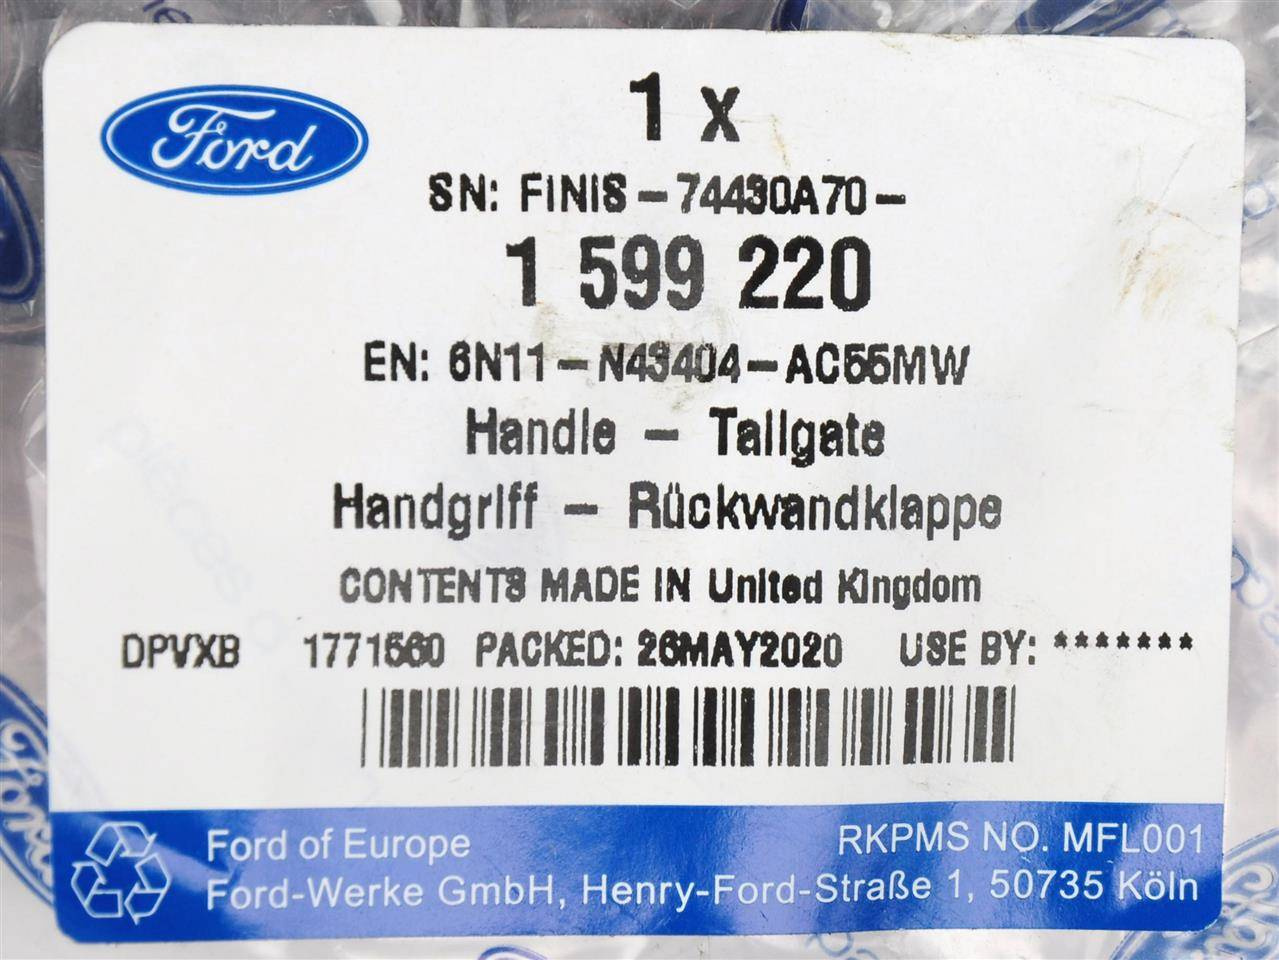 Ford
1 x
SN: FINIS-74430A70-
1 599 220
EN: 6N11-N43404-AC55MW
Handle - Tailgate
Handgriff - Rückwandklappe
CONTENTS MADE IN United Kingdom
DPVXB 1771560 PACKED: 26MAY2020 USE BY: *******
Ford of Europe RKPMS NO. MFL001
Ford-Werke GmbH, Henry-Ford-Straße 1, 50735 Köln